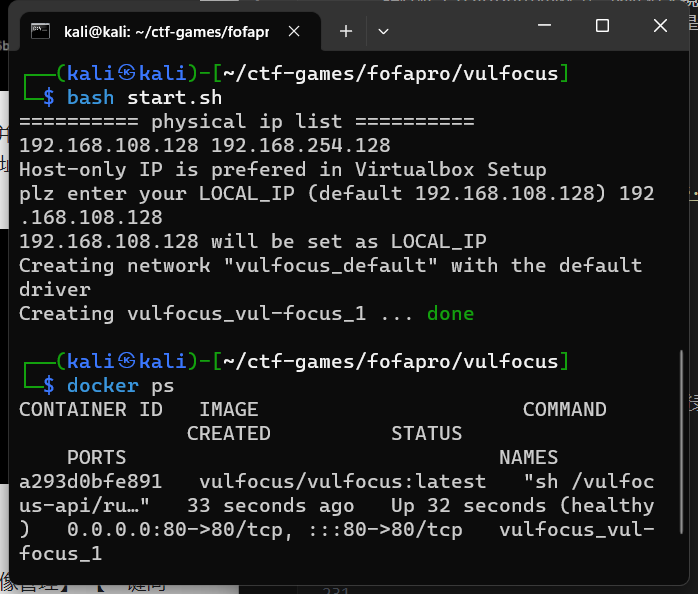 kali@kali: ~/ctf-games/fofapr
(kali㉿kali)-[~/ctf-games/fofapro/vulfocus]
$ bash start.sh
========== physical ip list ==========
192.168.108.128 192.168.254.128
Host-only IP is prefered in Virtualbox Setup
plz enter your LOCAL_IP (default 192.168.108.128) 192
.168.108.128
192.168.108.128 will be set as LOCAL_IP
Creating network "vulfocus_default" with the default
driver
Creating vulfocus_vul-focus_1 ... done
(kali㉿kali)-[~/ctf-games/fofapro/vulfocus]
$ docker ps
CONTAINER ID   IMAGE                      COMMAND
CREATED          STATUS
PORTS                               NAMES
a293d0bfe891   vulfocus/vulfocus:latest   "sh /vulfoc
us-api/ru…"   33 seconds ago   Up 32 seconds (healthy
)   0.0.0.0:80->80/tcp, :::80->80/tcp   vulfocus_vul-
focus_1